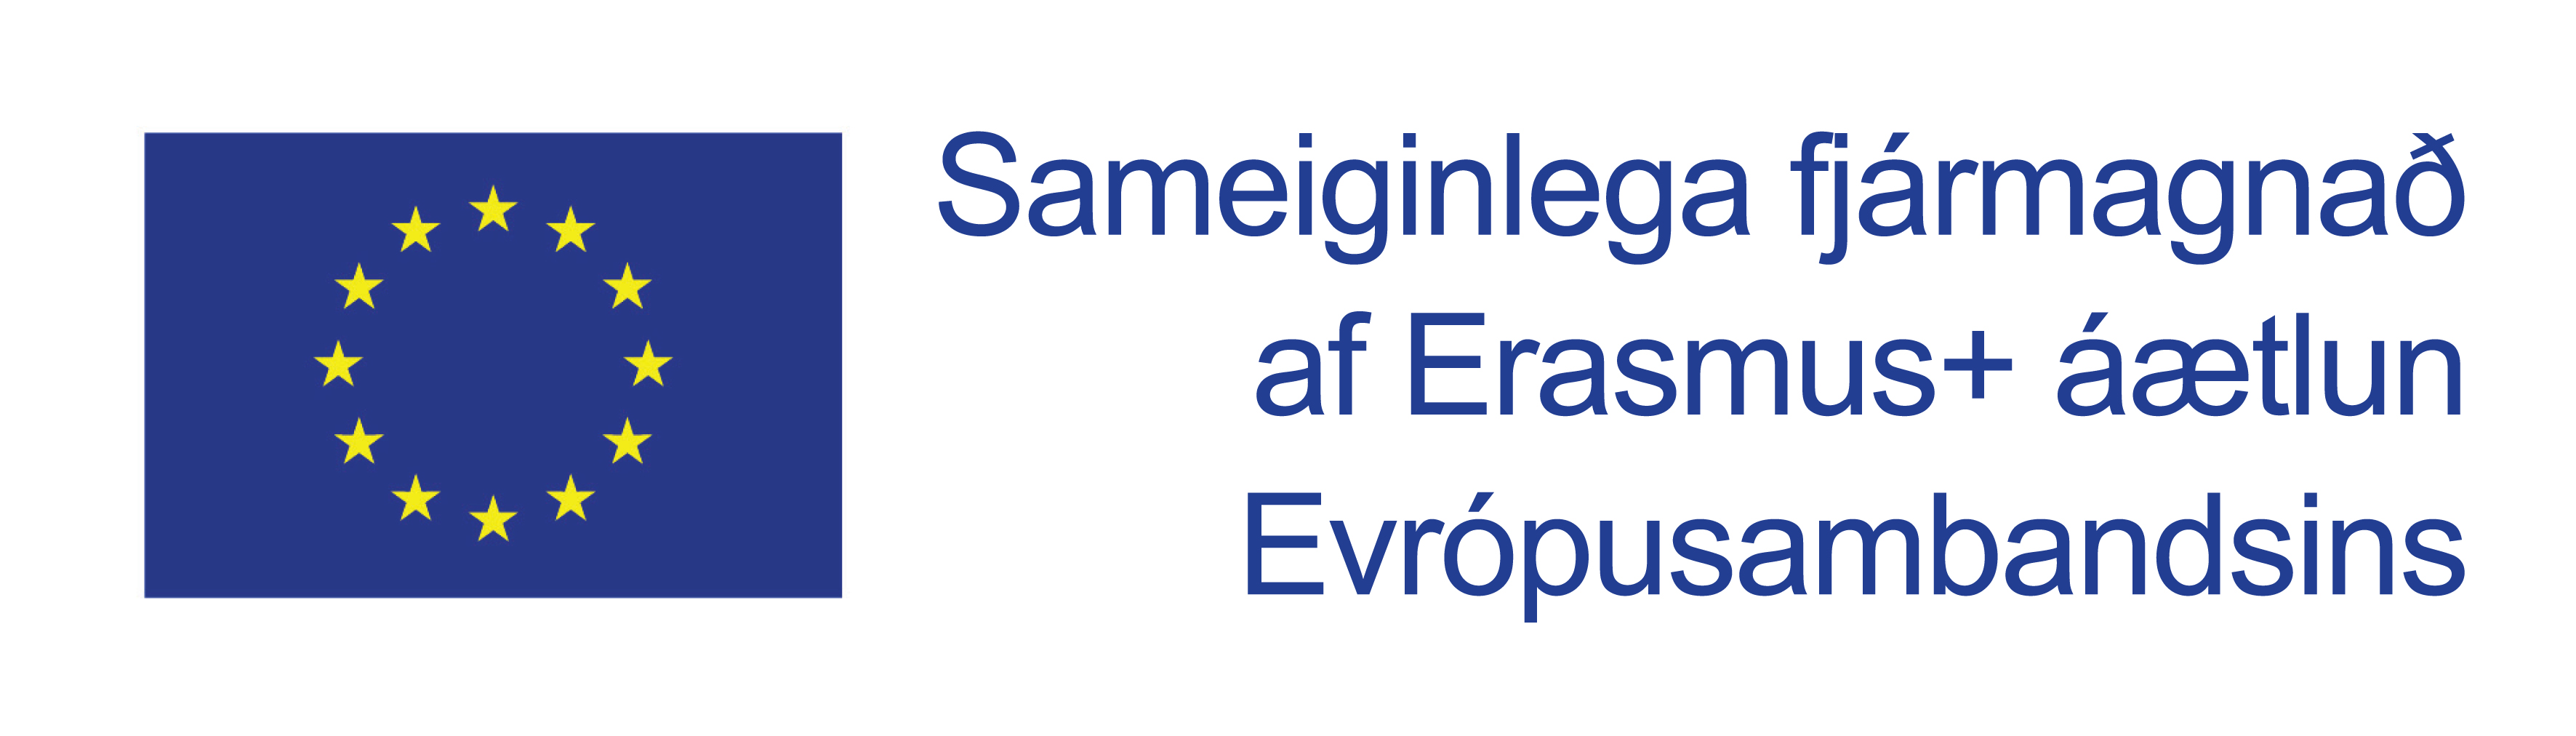 Sameiginlega fjármagnað
af Erasmus+ áætlun
Evrópusambandsins